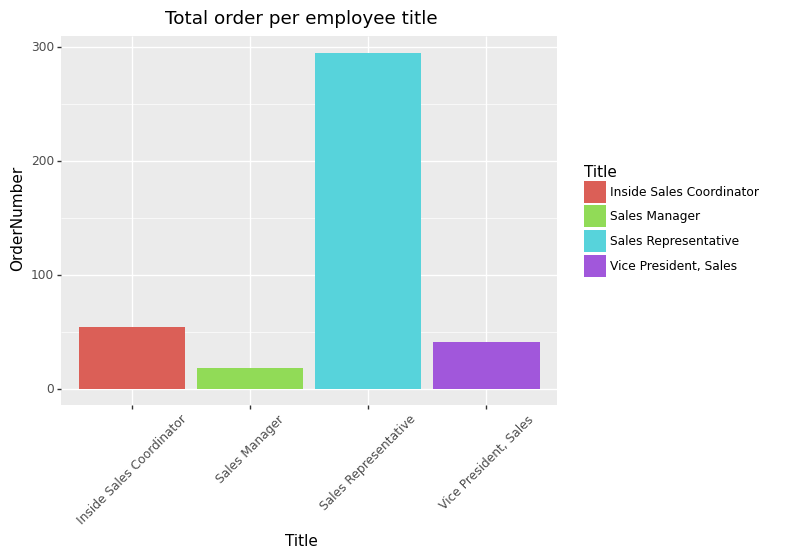 Total order per employee title
300
200
100
0
OrderNumber
Inside Sales Coordinator
Sales Manager
Sales Representative
Vice President, Sales
Title
Title
Inside Sales Coordinator
Sales Manager
Sales Representative
Vice President, Sales